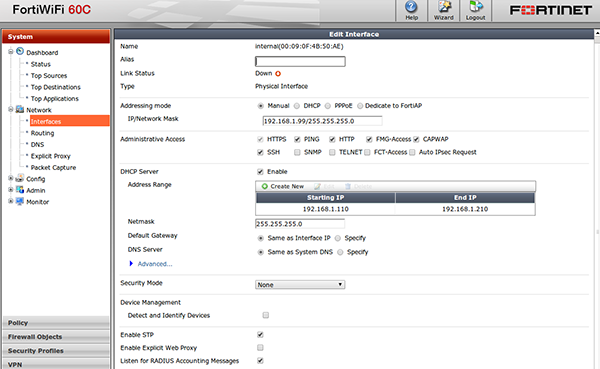 FortiWiFi 60C
Help
Wizard
Logout
FORTINET
System
Dashboard
Status
Top Sources
Top Destinations
Top Applications
Network
Interfaces
Routing
DNS
Explicit Proxy
Packet Capture
Config
Admin
Monitor
Policy
Firewall Objects
Security Profiles
VPN
Edit Interface
Name internal(00:09:0F:4B:50:AE)
Alias
Link Status Down
Type Physical Interface
Addressing mode Manual DHCP PPPoE Dedicate to FortiAP
IP/Network Mask 192.168.1.99/255.255.255.0
Administrative Access HTTPS PING HTTP FMG-Access CAPWAP
SSH SNMP TELNET FCT-Access Auto IPsec Request
DHCP Server Enable
Address Range Create New Edit Delete
Starting IP End IP
192.168.1.110 192.168.1.210
Netmask 255.255.255.0
Default Gateway Same as Interface IP Specify
DNS Server Same as System DNS Specify
Advanced...
Security Mode None
Device Management
Detect and Identify Devices
Enable STP
Enable Explicit Web Proxy
Listen for RADIUS Accounting Messages